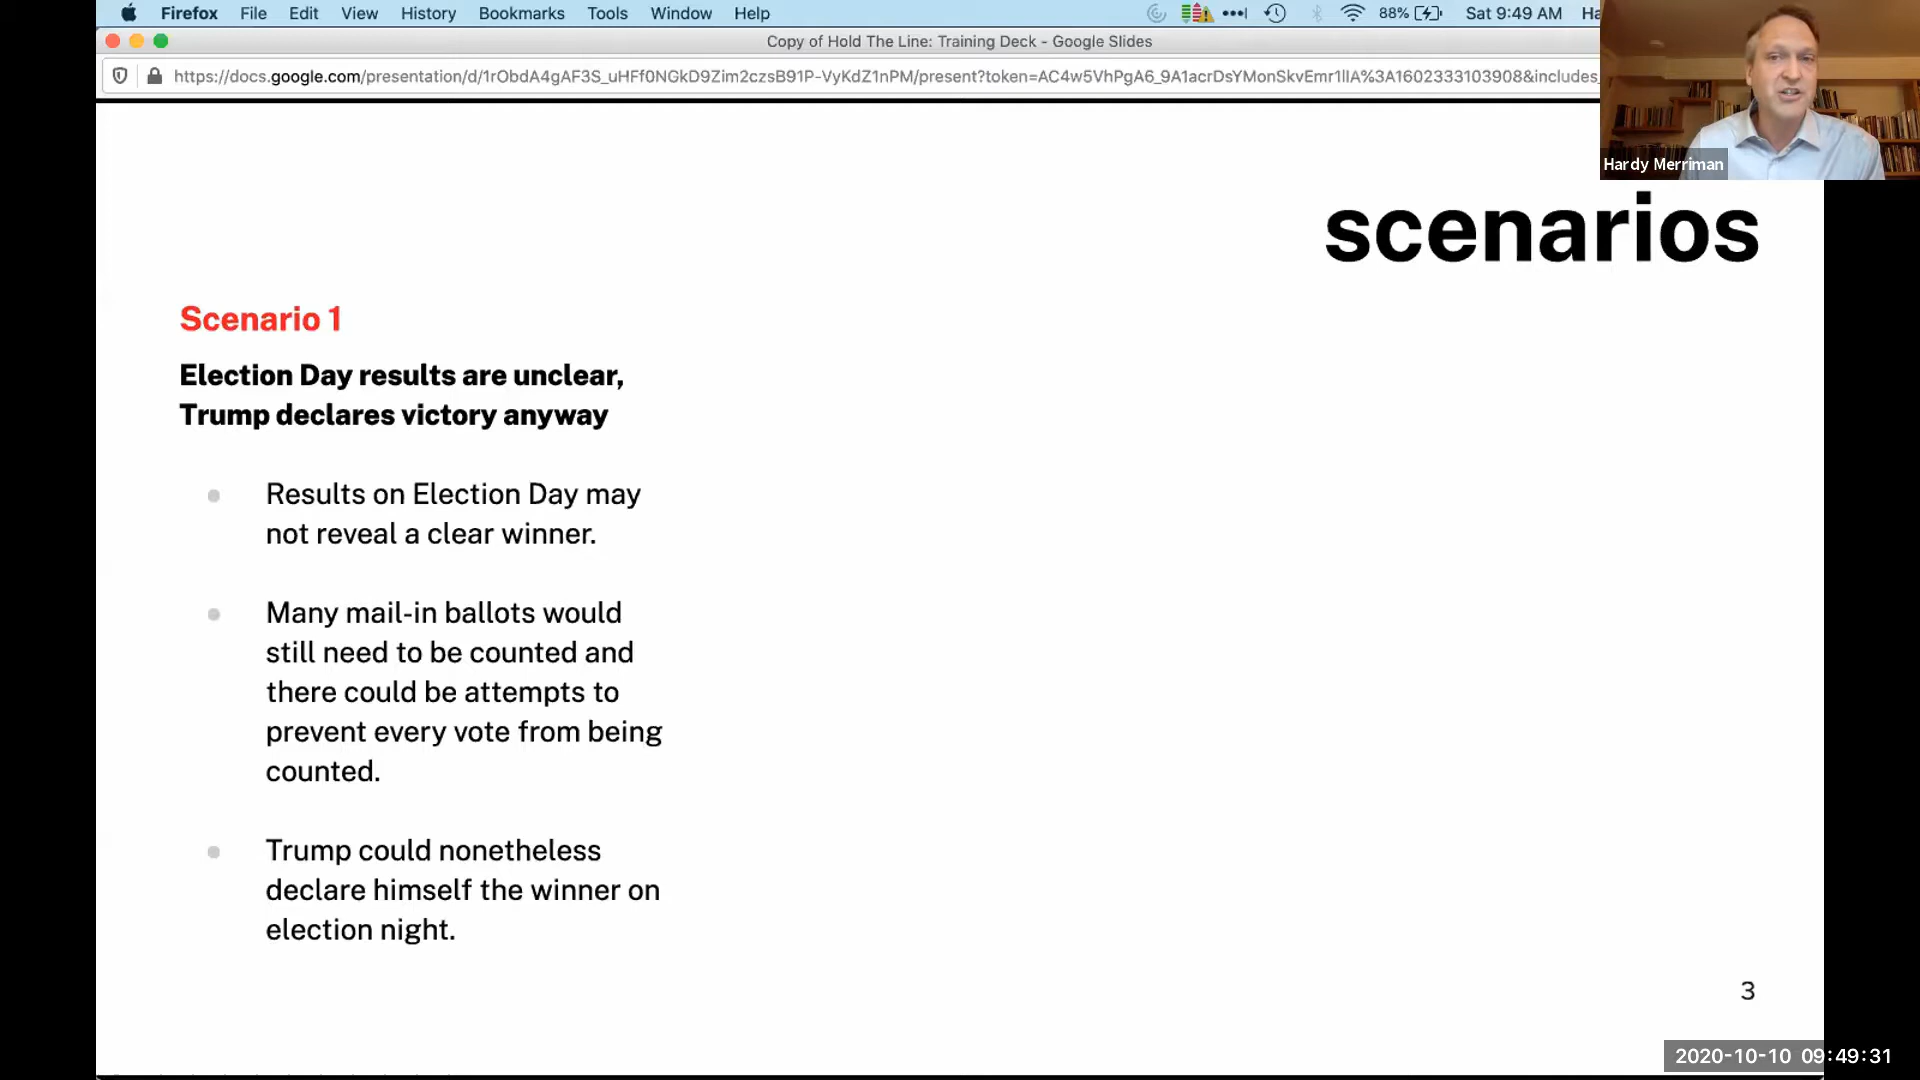 Firefox File Edit View History Bookmarks Tools Window Help 88% Sat 9:49 AM Ha
Copy of Hold The Line: Training Deck - Google Slides
https://docs.google.com/presentation/d/1rObdA4gAF3S_uHFf0NGkD9Zim2czsB91P-VyKdZ1nPM/present?token=AC4w5VhPgA6_9A1acrDsYMonSkvEmr1lIA%3A1602333103908&includes_
Hardy Merriman
scenarios
Scenario 1
Election Day results are unclear,
Trump declares victory anyway
Results on Election Day may
not reveal a clear winner.
Many mail-in ballots would
still need to be counted and
there could be attempts to
prevent every vote from being
counted.
Trump could nonetheless
declare himself the winner on
election night.
3
2020-10-10 09:49:31